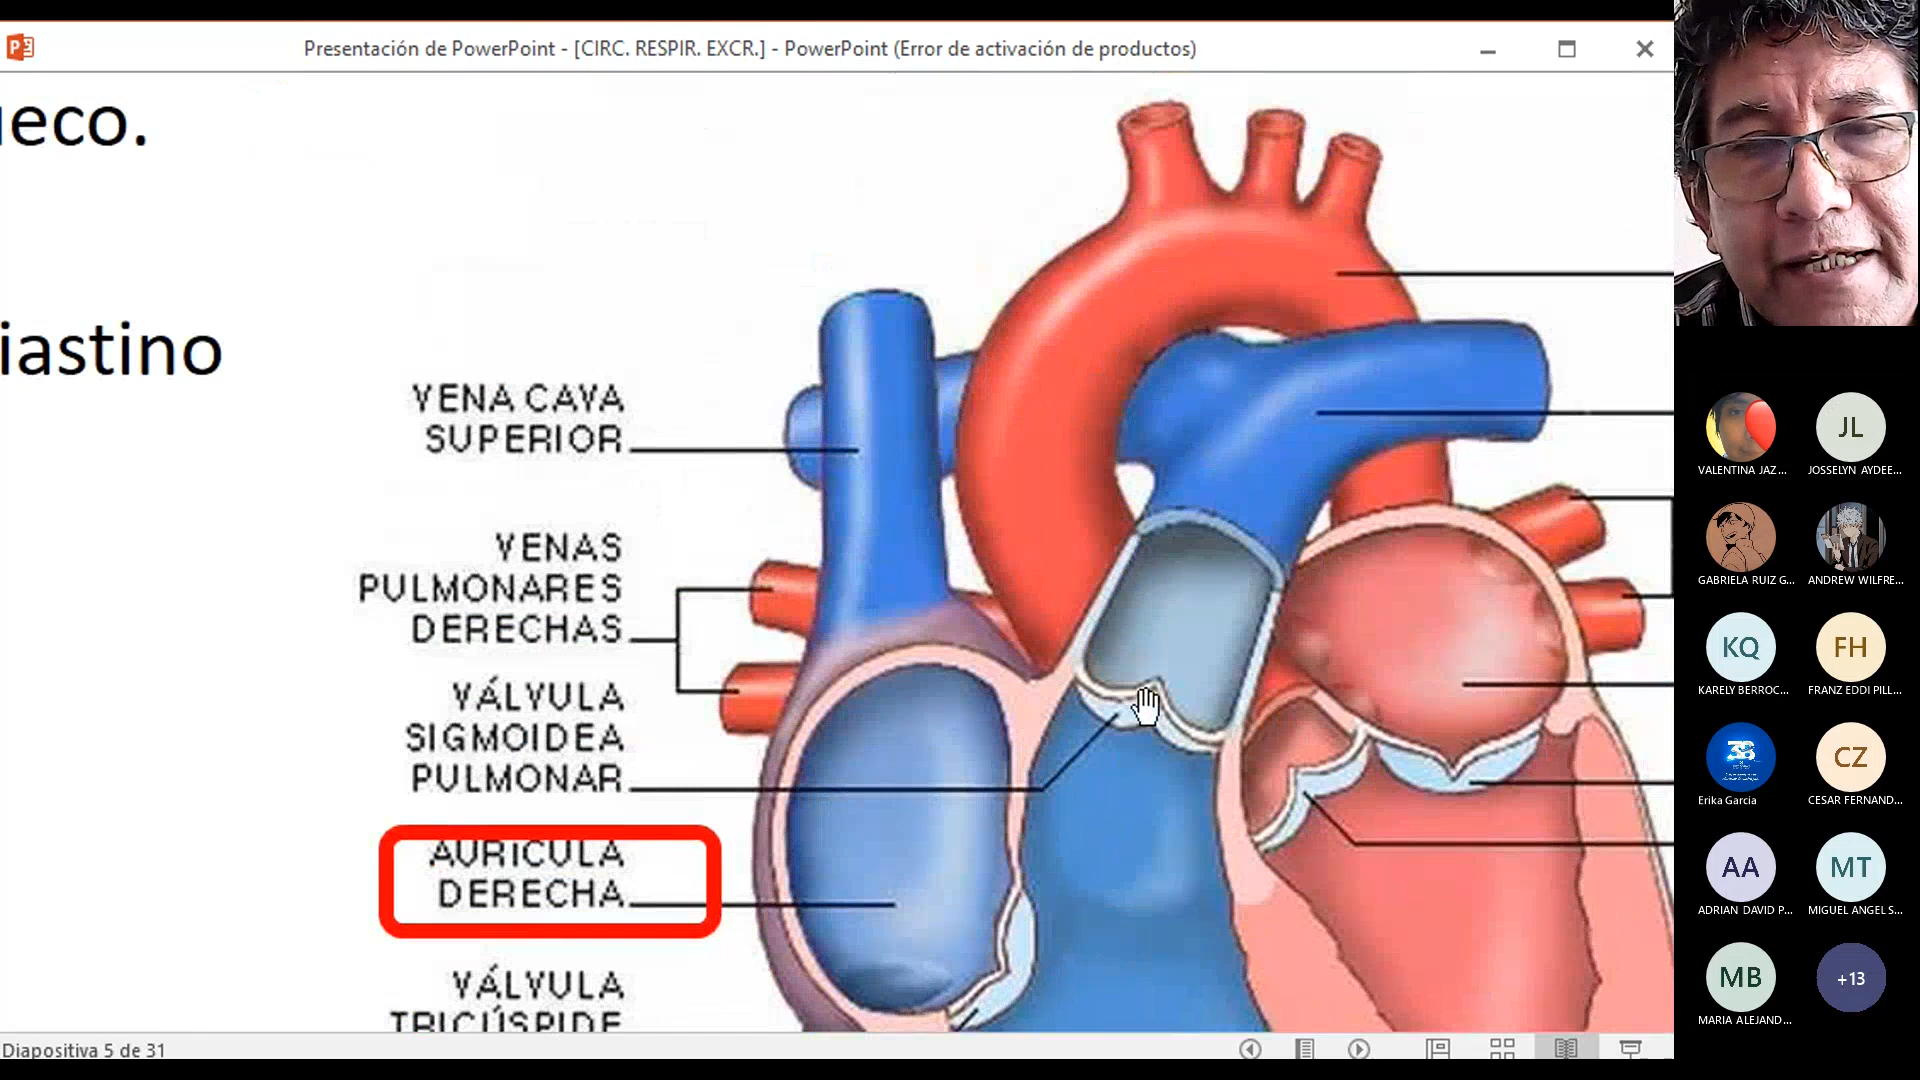 Presentación de PowerPoint - [CIRC. RESPIR. EXCR.] - PowerPoint (Error de activación de productos)
ueco.
iastino
VENA CAVA
SUPERIOR
VENAS
PULMONARES
DERECHAS
VÁLVULA
SIGMOIDEA
PULMONAR
AURICULA
DERECHA
VÁLVULA
TRICÚSPIDE
Diapositiva 5 de 31
VALENTINA JAZ...
JL
JOSSELYN AYDEE...
GABRIELA RUIZ G...
ANDREW WILFRE...
KQ
KARELY BERROC...
FH
FRANZ EDDI PILL...
Erika Garcia
CZ
CESAR FERNAND...
AA
ADRIAN DAVID P...
MT
MIGUEL ANGEL S...
MB
MARIA ALEJAND...
+13